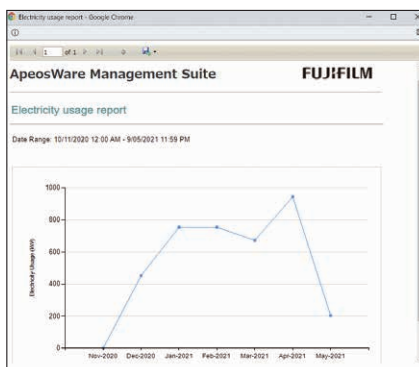 Electricity usage report - Google Chrome
1 of 1
ApeosWare Management Suite
FUJIFILM
Electricity usage report
Date Range: 10/11/2020 12:00 AM - 9/05/2021 11:59 PM
1000
800
600
400
200
0
Electricity Usage (kW)
Nov-2020 Dec-2020 Jan-2021 Feb-2021 Mar-2021 Apr-2021 May-2021